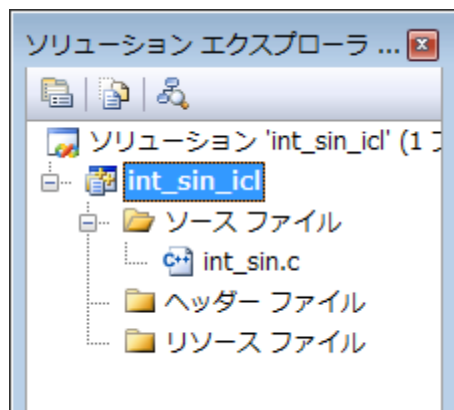 ソリューション エクスプローラ ...
ソリューション 'int_sin_icl' (1
int_sin_icl
ソース ファイル
C++ int_sin.c
ヘッダー ファイル
リソース ファイル